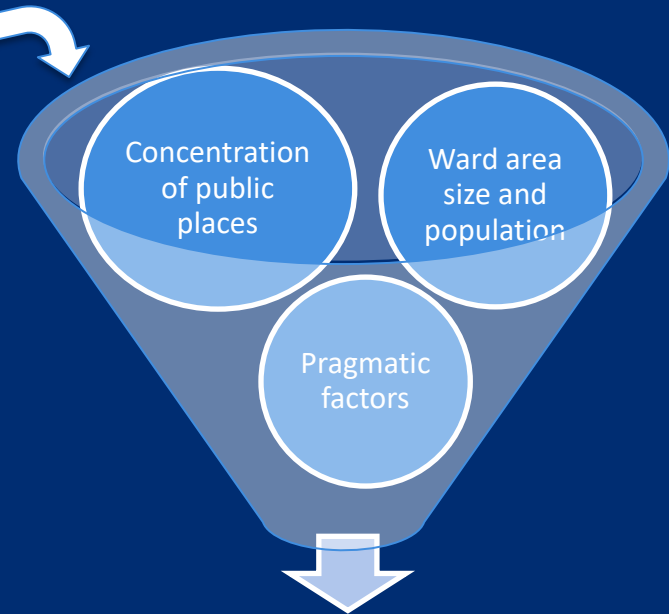 Concentration
of public
places
Ward area
size and
population
Pragmatic
factors